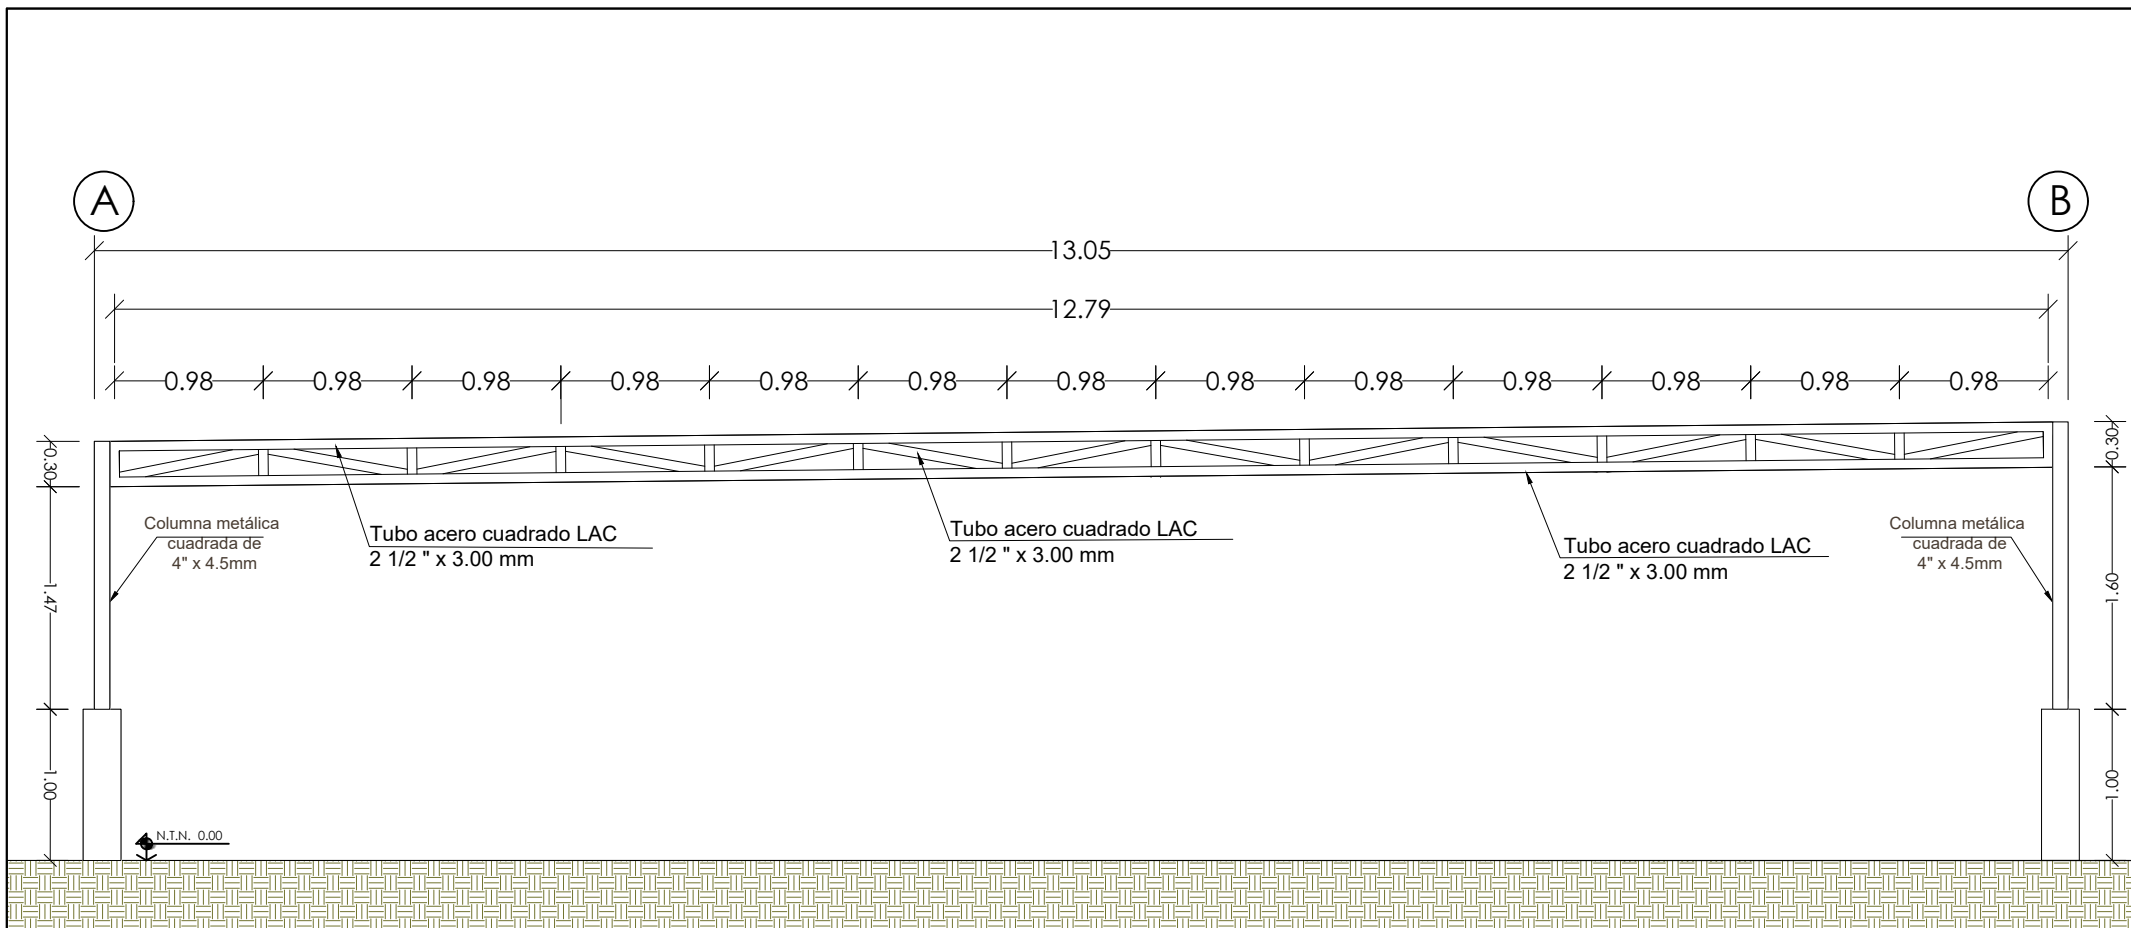 A
B
13.05
12.79
0.98 0.98 0.98 0.98 0.98 0.98 0.98 0.98 0.98 0.98 0.98 0.98 0.98
0.30
0.30
Columna metálica
cuadrada de
4" x 4.5mm
Tubo acero cuadrado LAC
2 1/2 " x 3.00 mm
Tubo acero cuadrado LAC
2 1/2 " x 3.00 mm
Tubo acero cuadrado LAC
2 1/2 " x 3.00 mm
Columna metálica
cuadrada de
4" x 4.5mm
1.47
1.60
1.00
1.00
N.T.N. 0.00